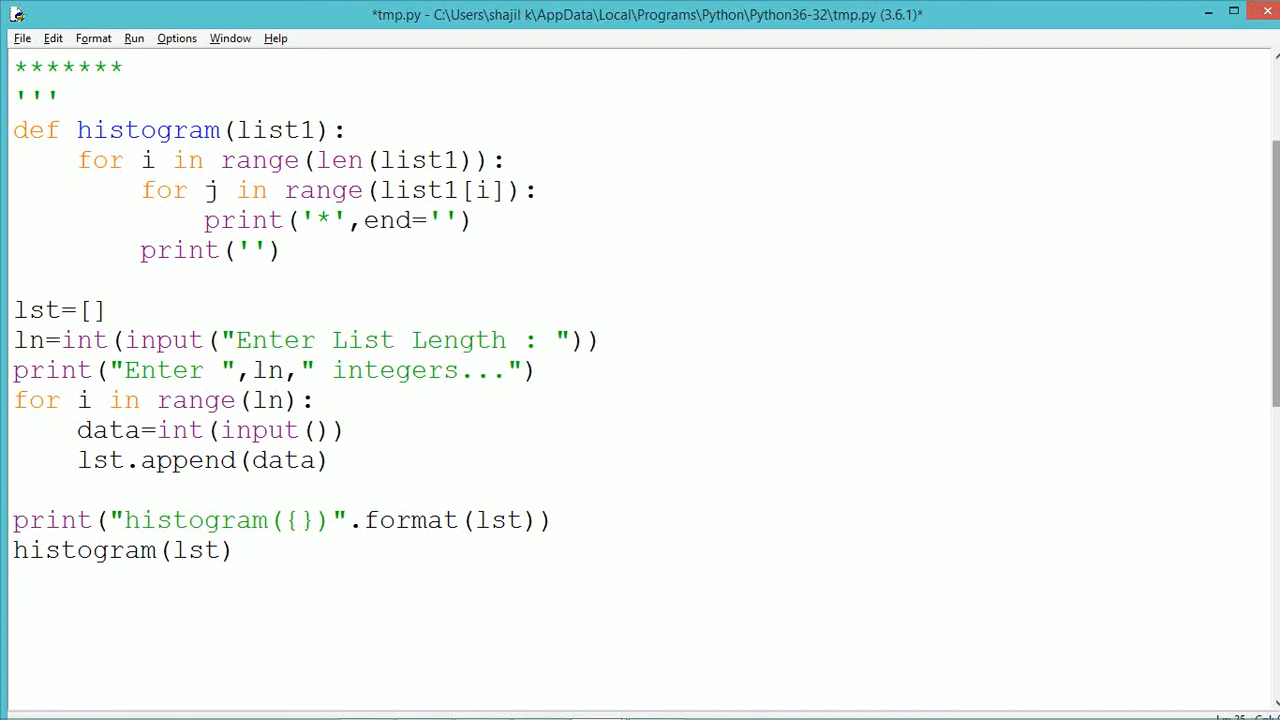 *tmp.py - C:\Users\shajil k\AppData\Local\Programs\Python\Python36-32\tmp.py (3.6.1)*
File Edit Format Run Options Window Help
*******
'''
def histogram(list1):
    for i in range(len(list1)):
        for j in range(list1[i]):
            print('*',end='')
        print('')

lst=[]
ln=int(input("Enter List Length : "))
print("Enter ",ln," integers...")
for i in range(ln):
    data=int(input())
    lst.append(data)

print("histogram({})".format(lst))
histogram(lst)